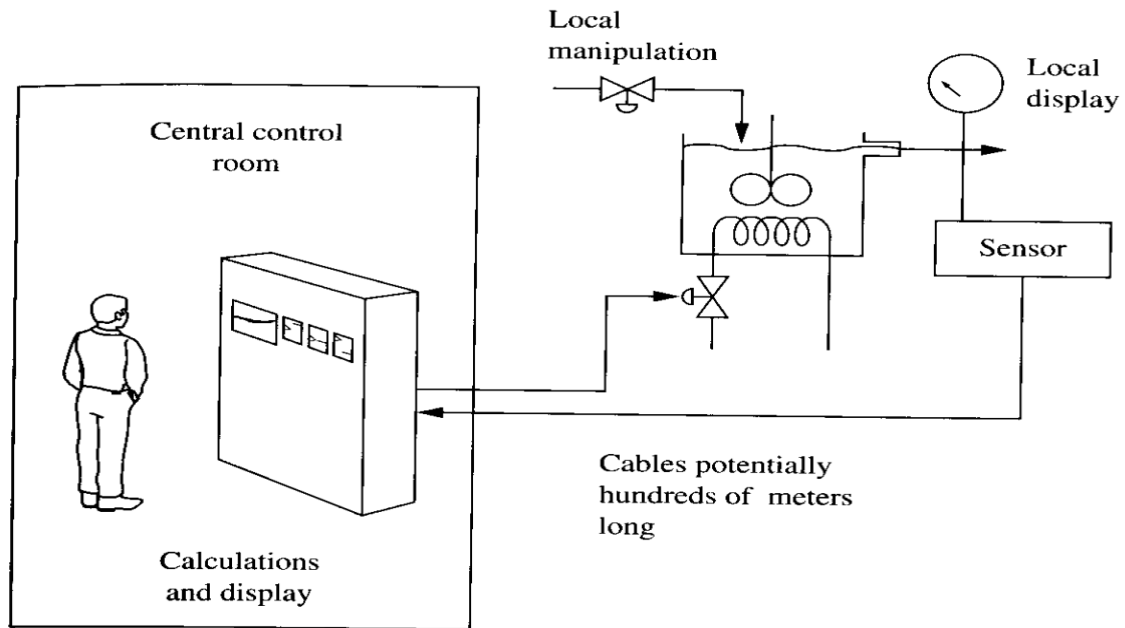 Local
manipulation
Local
display
Central control
room
Sensor
Cables potentially
hundreds of meters
long
Calculations
and display